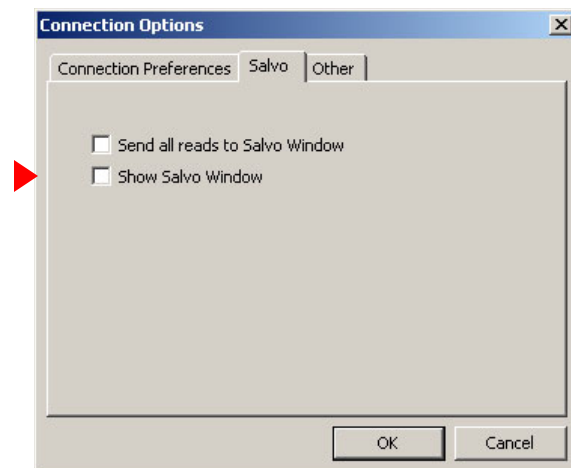 Connection Options
Connection Preferences Salvo Other
Send all reads to Salvo Window
Show Salvo Window
OK Cancel